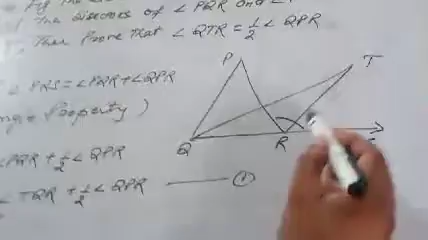 The bisectors of ∠PQR and ∠
Then Prove that ∠QTR = 1/2 ∠QPR
∠PRS = ∠PQR + ∠QPR
Property )
∠PQR + 1/2 ∠QPR
∠TQR + 1/2 ∠QPR ——— ①
P
T
Q
R